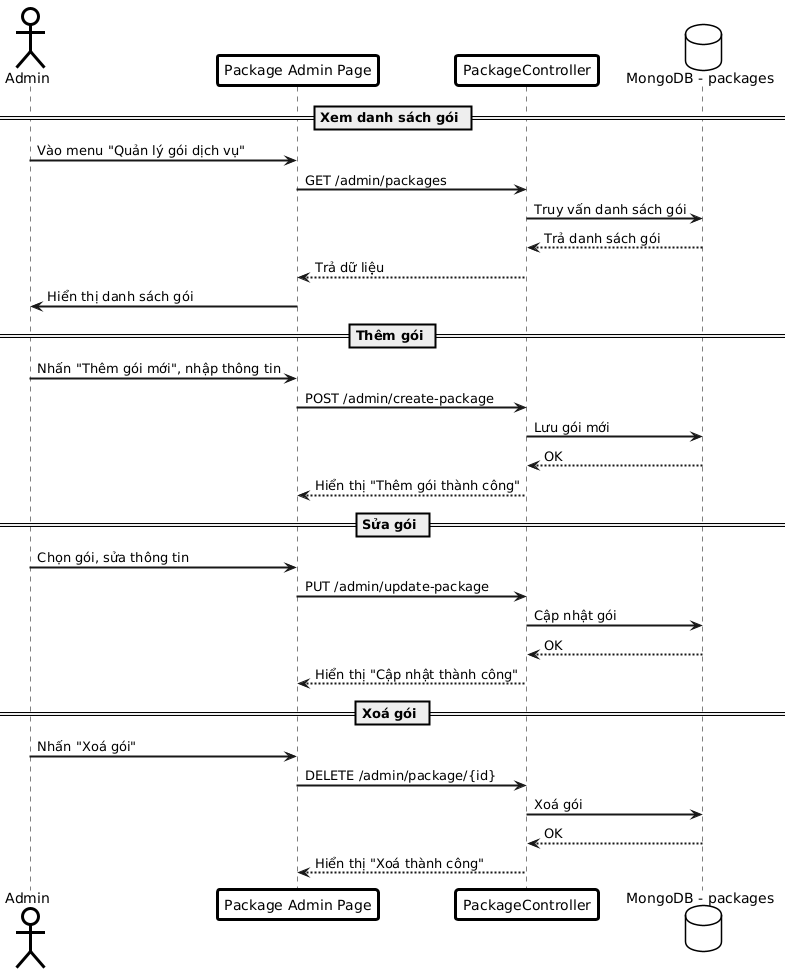 Admin
Package Admin Page
PackageController
MongoDB - packages
Xem danh sách gói
Vào menu "Quản lý gói dịch vụ"
GET /admin/packages
Truy vấn danh sách gói
Trả danh sách gói
Trả dữ liệu
Hiển thị danh sách gói
Thêm gói
Nhấn "Thêm gói mới", nhập thông tin
POST /admin/create-package
Lưu gói mới
OK
Hiển thị "Thêm gói thành công"
Sửa gói
Chọn gói, sửa thông tin
PUT /admin/update-package
Cập nhật gói
OK
Hiển thị "Cập nhật thành công"
Xoá gói
Nhấn "Xoá gói"
DELETE /admin/package/{id}
Xoá gói
OK
Hiển thị "Xoá thành công"
Admin
Package Admin Page
PackageController
MongoDB - packages